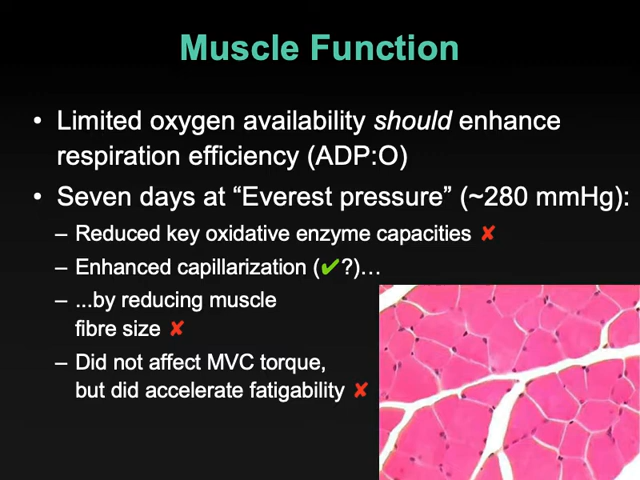 Muscle Function
• Limited oxygen availability should enhance
respiration efficiency (ADP:O)
• Seven days at “Everest pressure” (~280 mmHg):
– Reduced key oxidative enzyme capacities ✘
– Enhanced capillarization (✔?)…
– ...by reducing muscle
fibre size ✘
– Did not affect MVC torque,
but did accelerate fatigability ✘